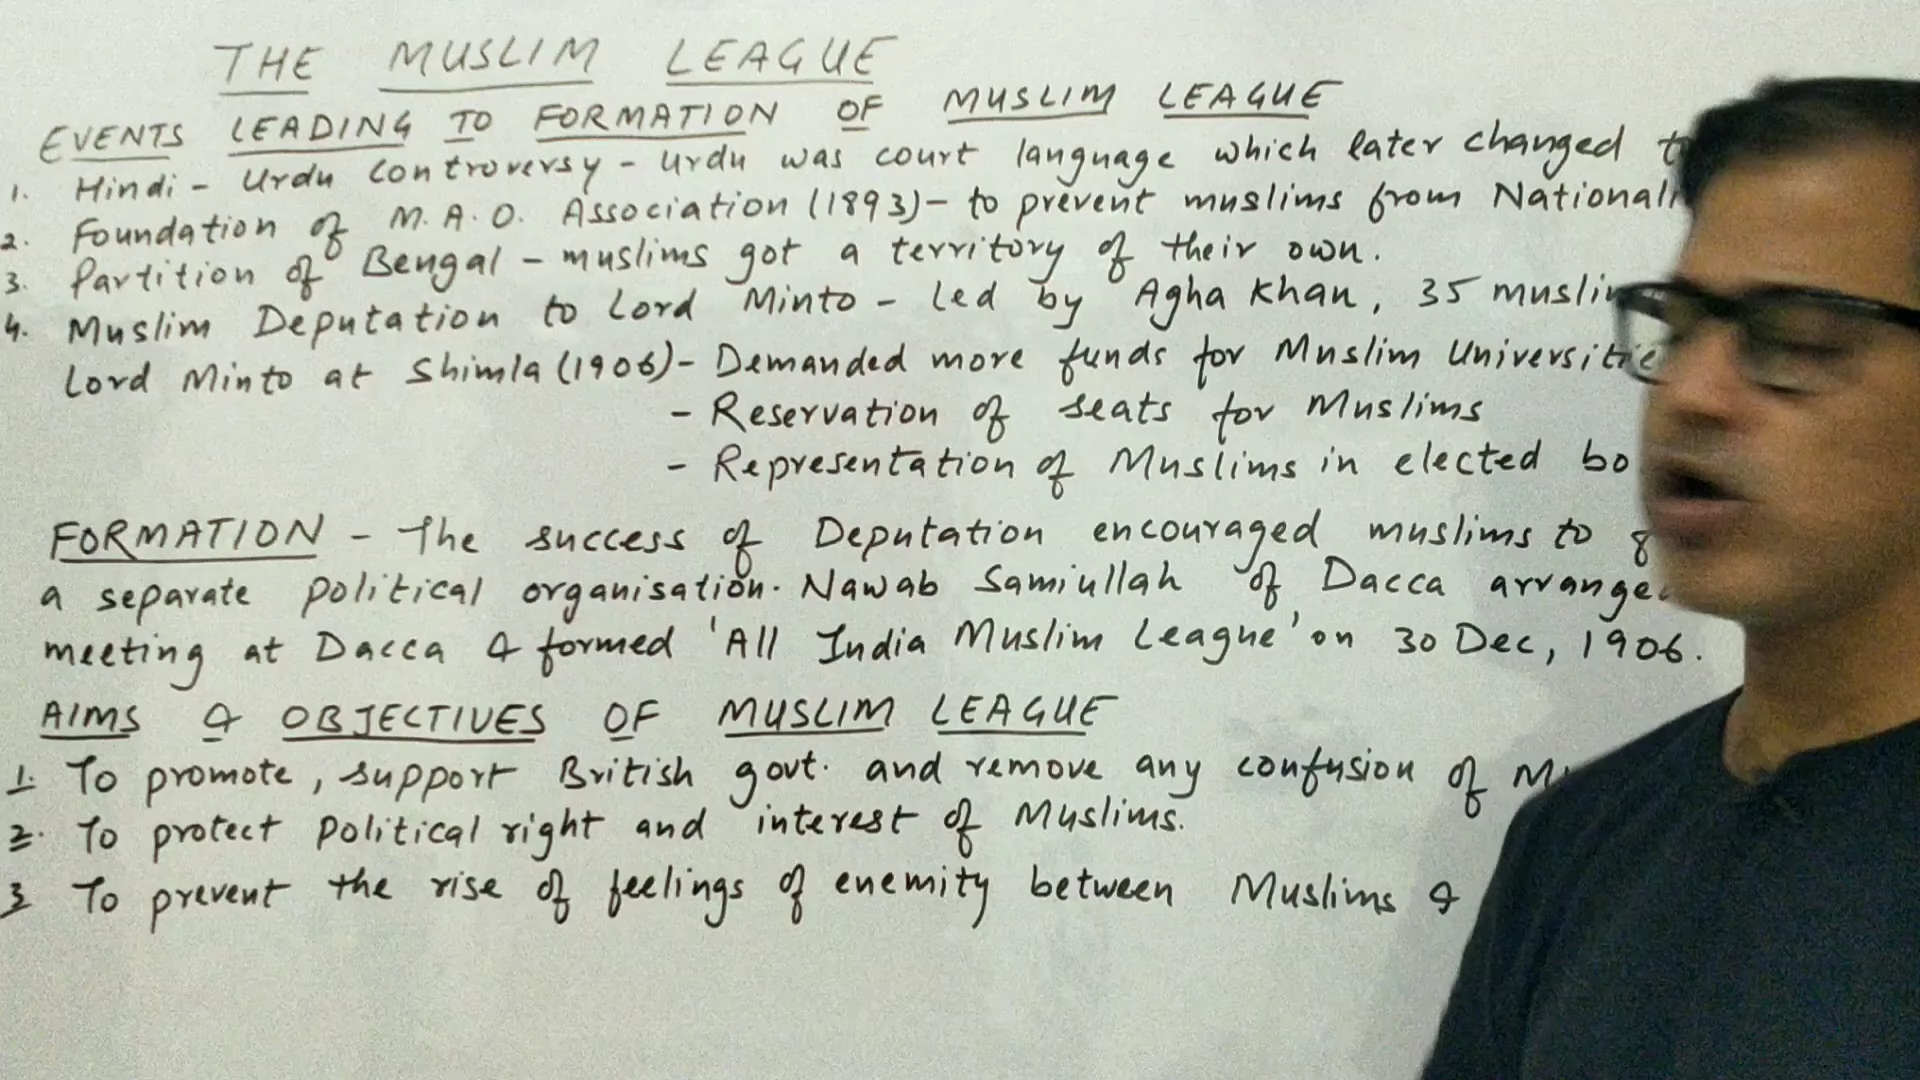 THE MUSLIM LEAGUE
EVENTS LEADING TO FORMATION OF MUSLIM LEAGUE
1. Hindi - Urdu controversy - Urdu was court language which later changed
2. Foundation of M.A.O. Association (1893) - to prevent muslims from
3. Partition of Bengal - muslims got a territory of their own.
4. Muslim Deputation to Lord Minto - Led by Agha Khan, 35
Lord Minto at Shimla (1906) - Demanded more funds for Muslim
- Reservation of seats for Muslims
- Representation of Muslims in elected
FORMATION - The success of Deputation encouraged muslims to
a separate political organisation. Nawab Samiullah of Dacca
meeting at Dacca & formed 'All India Muslim League' on 30 Dec, 1906.
AIMS & OBJECTIVES OF MUSLIM LEAGUE
1. To promote, support British govt. and remove any confusion of
2. To protect political right and interest of Muslims.
3 To prevent the rise of feelings of enemity between Muslims &